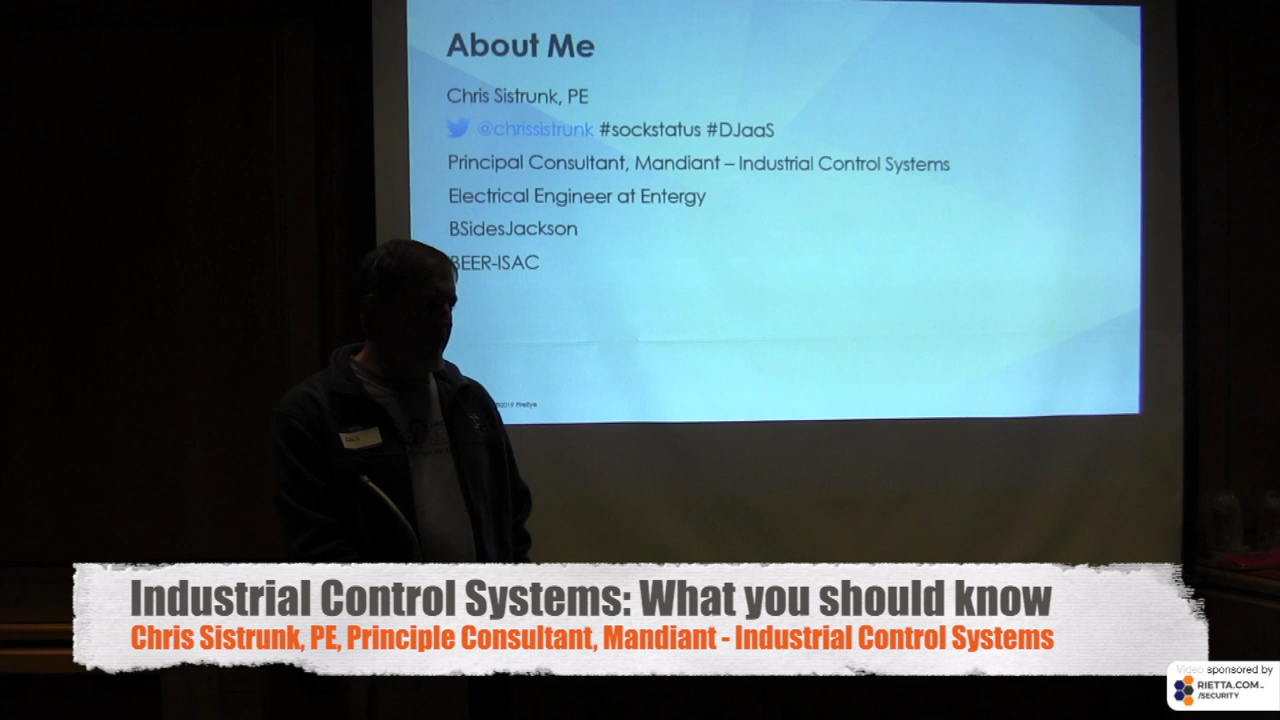 About Me
Chris Sistrunk, PE
@chrissistrunk #sockstatus #DJaaS
Principal Consultant, Mandiant – Industrial Control Systems
Electrical Engineer at Entergy
BSidesJackson
BEER-ISAC
Industrial Control Systems: What you should know
Chris Sistrunk, PE, Principle Consultant, Mandiant - Industrial Control Systems
Video sponsored by
RIETTA.COM
/SECURITY